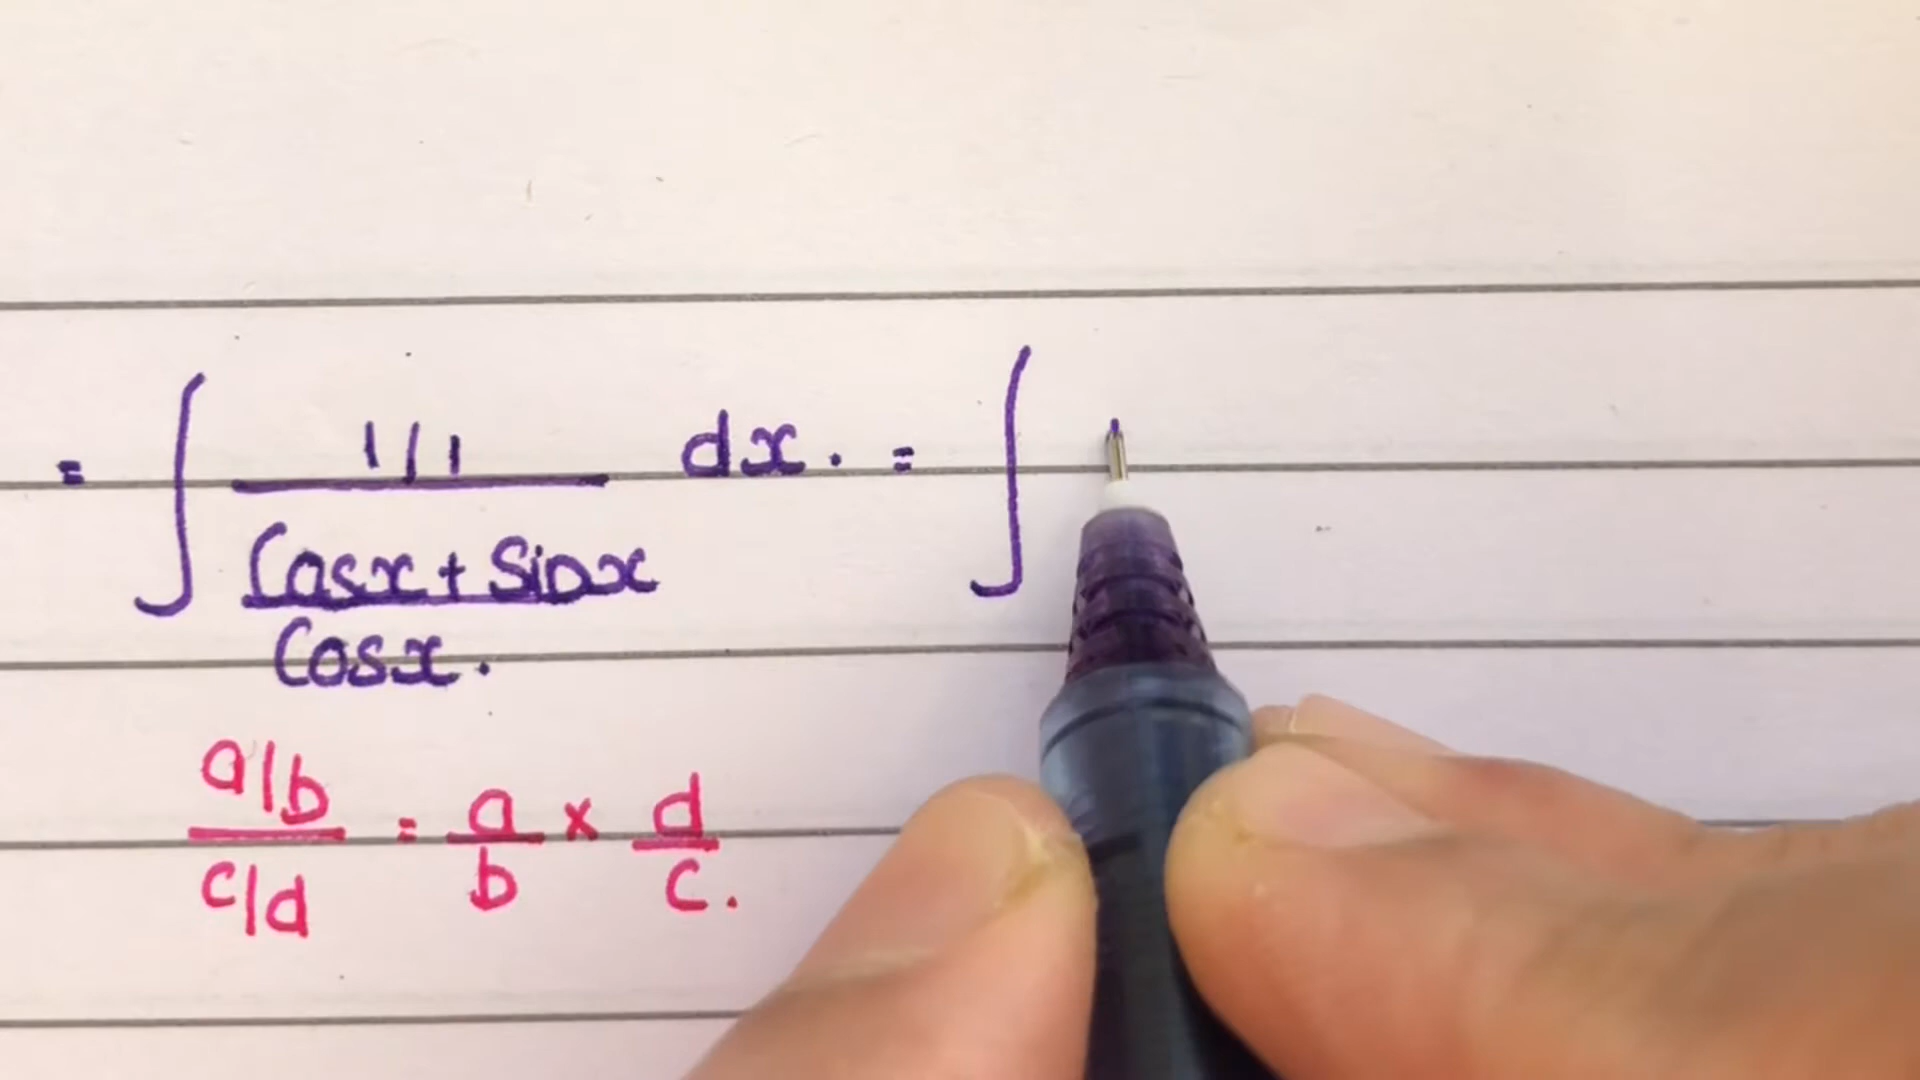 = ∫ 1/1 dx. = ∫
Cosx + Sinx
Cosx.
a/b = a × d
c/d b c.